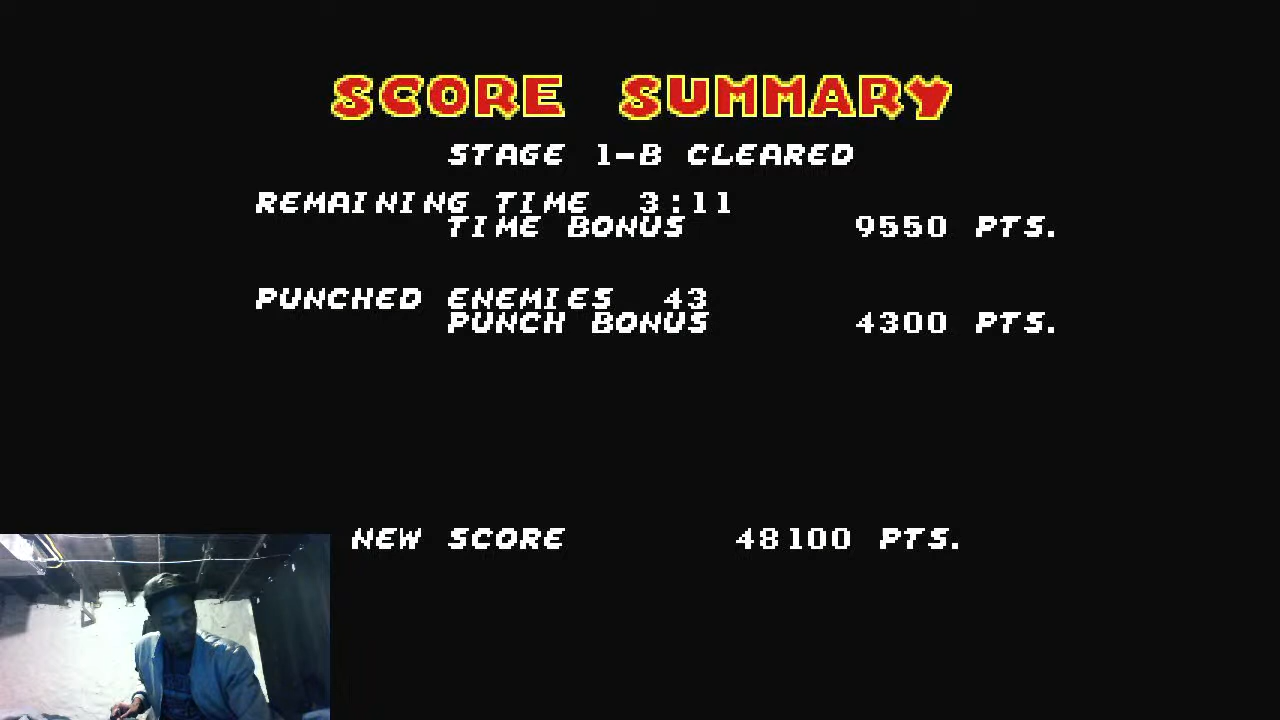 SCORE SUMMARY
STAGE 1-B CLEARED
REMAINING TIME 3:11
TIME BONUS 9550 PTS.
PUNCHED ENEMIES 43
PUNCH BONUS 4300 PTS.
NEW SCORE 48100 PTS.